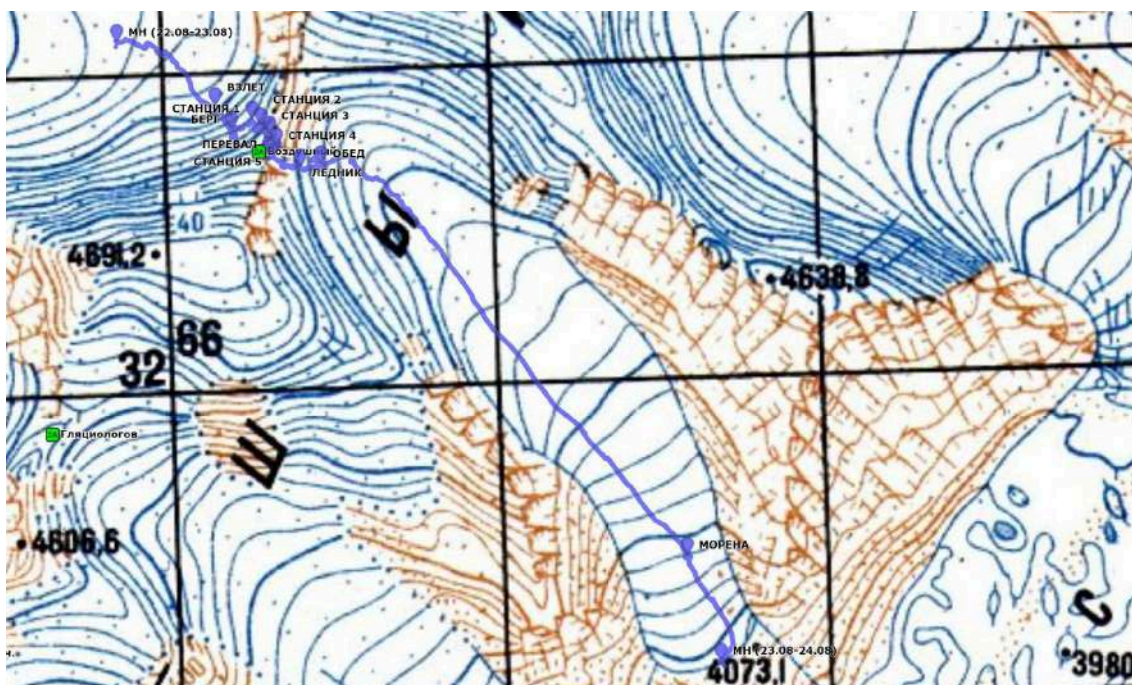 МН (22.08-23.08)
ВЗЛЕТ
СТАНЦИЯ 2
СТАНЦИЯ 1
СТАНЦИЯ 3
БЕРГ
СТАНЦИЯ 4
ПЕРЕВАЛ
Воздушный
ОБЕД
СТАНЦИЯ 5
ЛЕДНИК
40
Ы
4691,2
4638,8
66
32
Гляциологов
Ш
4606,6
МОРЕНА
С
МН (23.08-24.08)
4073,1
3980